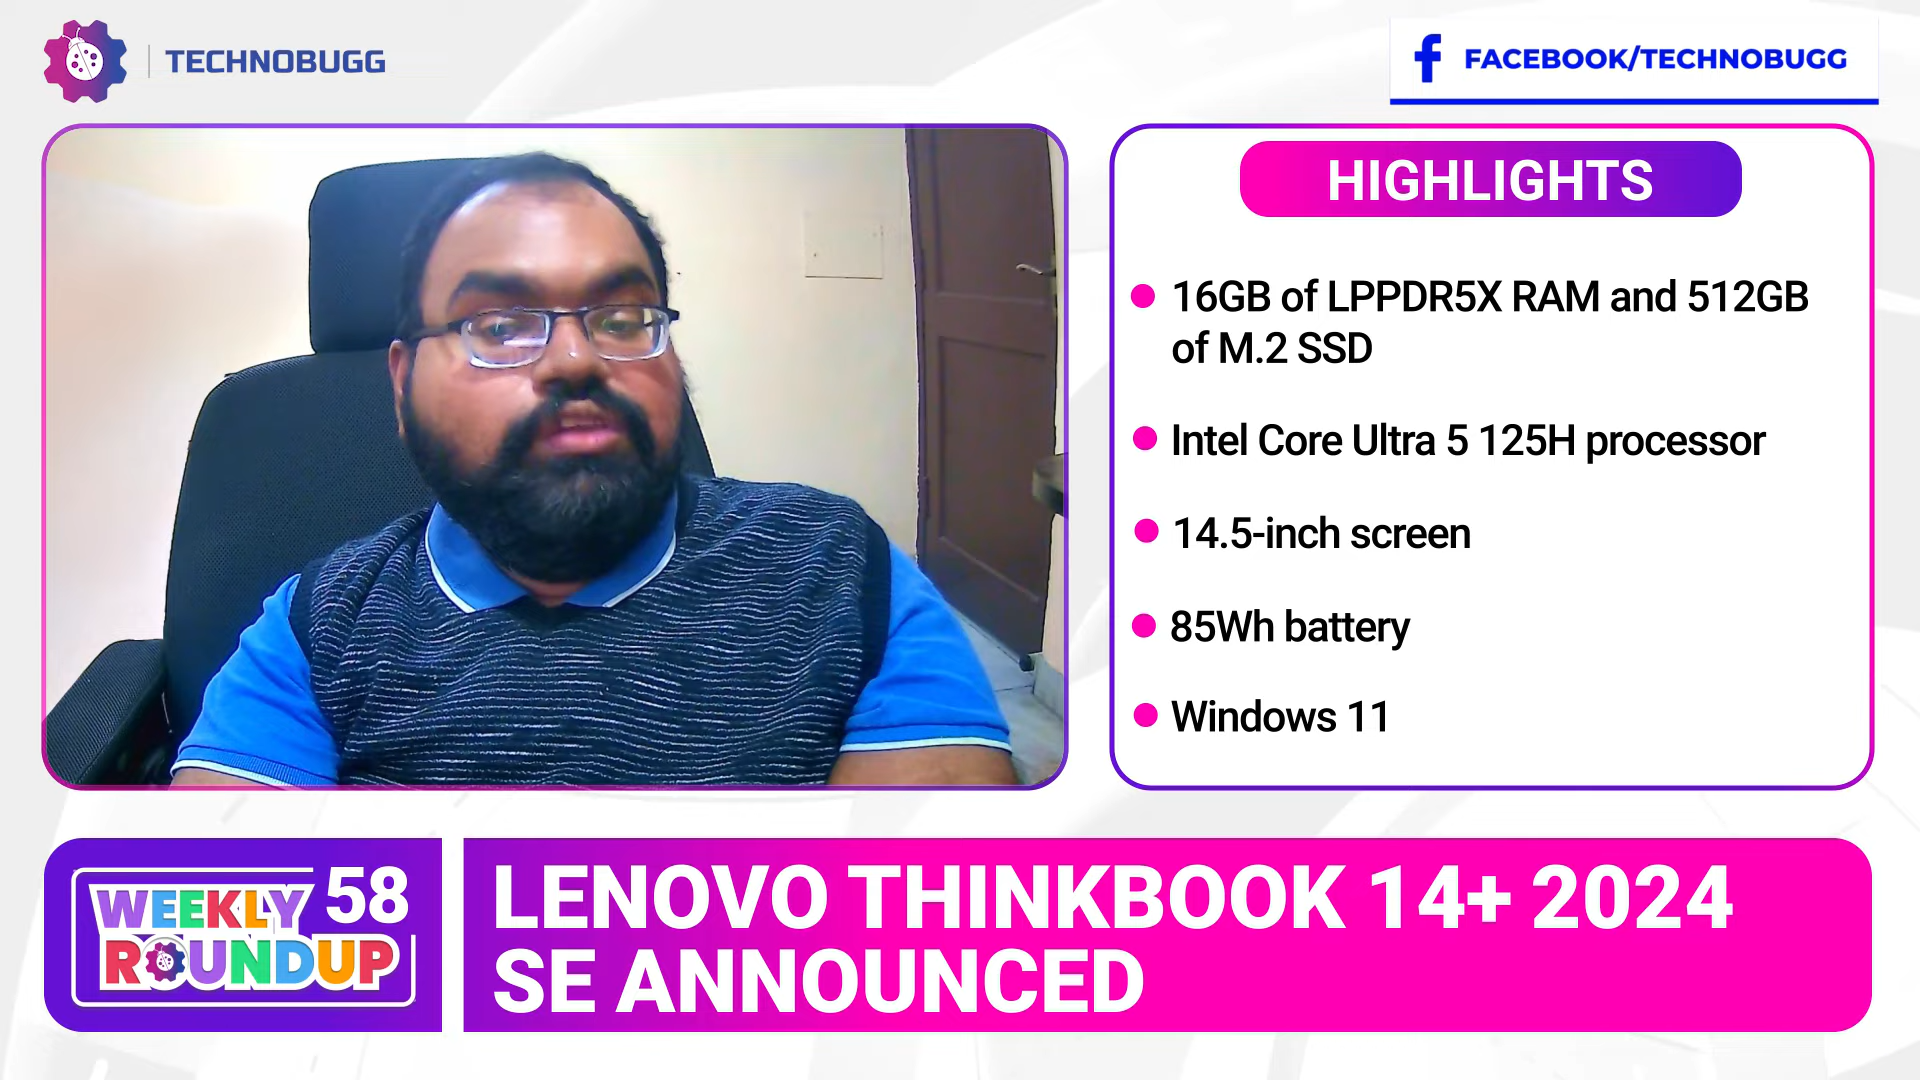 TECHNOBUGG
FACEBOOK/TECHNOBUGG
HIGHLIGHTS
16GB of LPPDR5X RAM and 512GB
of M.2 SSD
Intel Core Ultra 5 125H processor
14.5-inch screen
85Wh battery
Windows 11
WEEKLY 58
ROUNDUP
LENOVO THINKBOOK 14+ 2024
SE ANNOUNCED